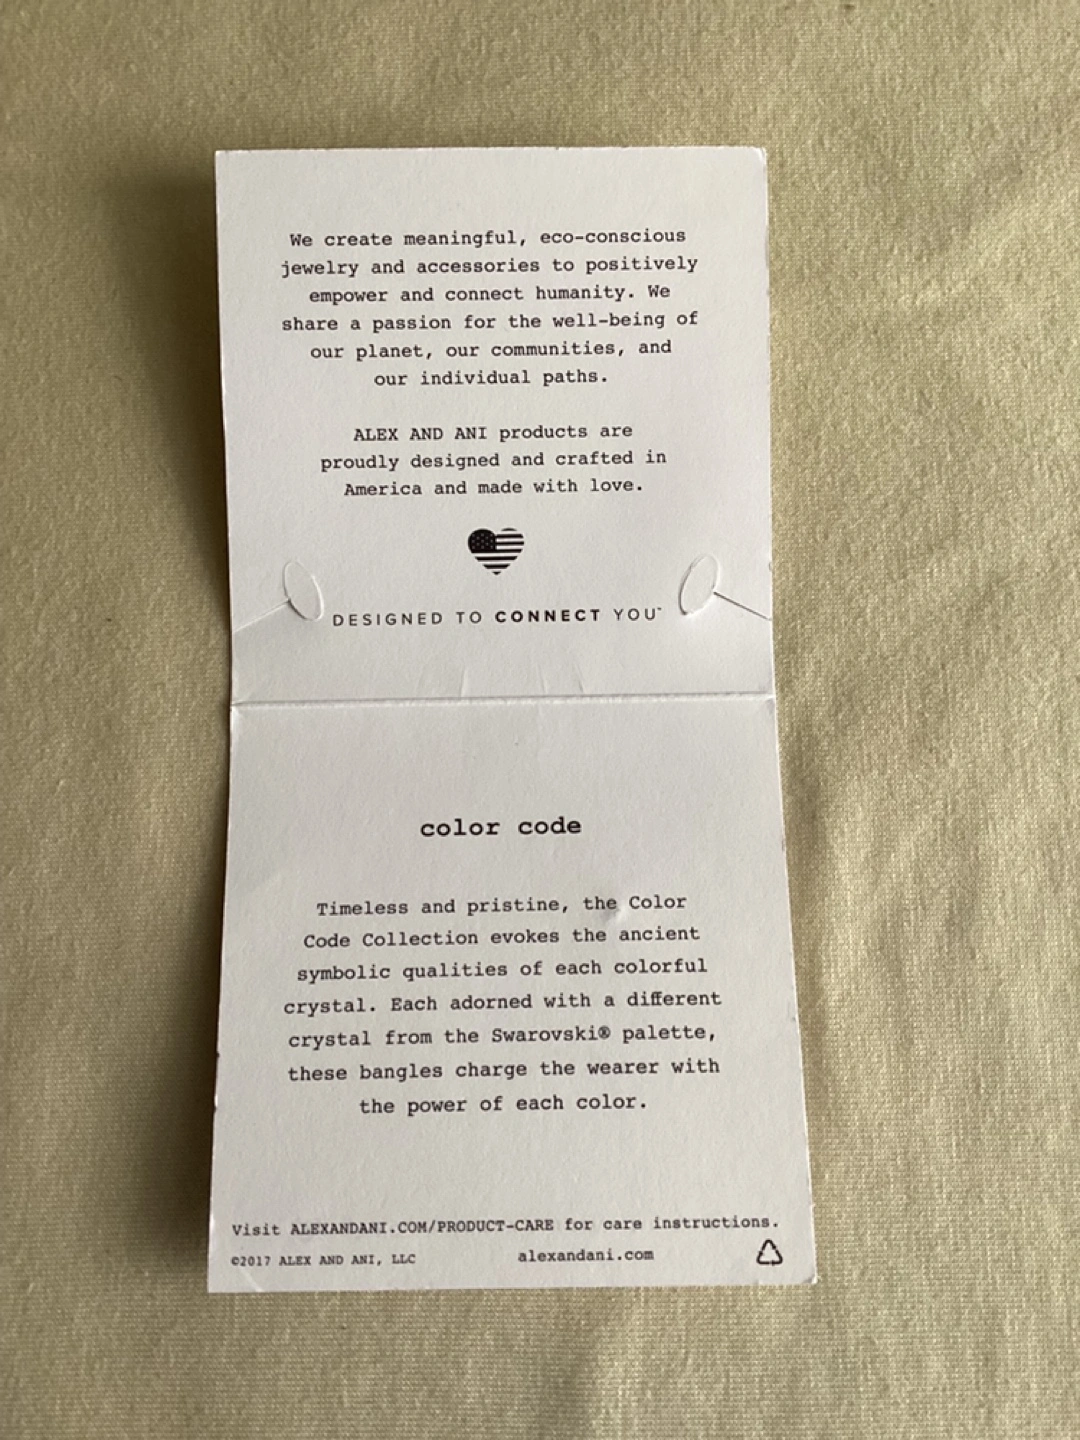 We create meaningful, eco-conscious
jewelry and accessories to positively
empower and connect humanity. We
share a passion for the well-being of
our planet, our communities, and
our individual paths.
ALEX AND ANI products are
proudly designed and crafted in
America and made with love.
DESIGNED TO CONNECT YOU™
color code
Timeless and pristine, the Color
Code Collection evokes the ancient
symbolic qualities of each colorful
crystal. Each adorned with a different
crystal from the Swarovski® palette,
these bangles charge the wearer with
the power of each color.
Visit ALEXANDANI.COM/PRODUCT-CARE for care instructions.
©2017 ALEX AND ANI, LLC alexandani.com